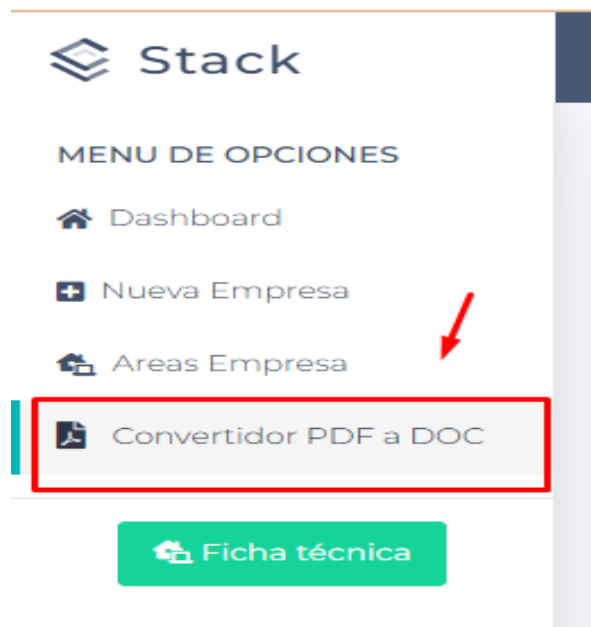 Stack
MENU DE OPCIONES
Dashboard
Nueva Empresa
Areas Empresa
Convertidor PDF a DOC
Ficha técnica